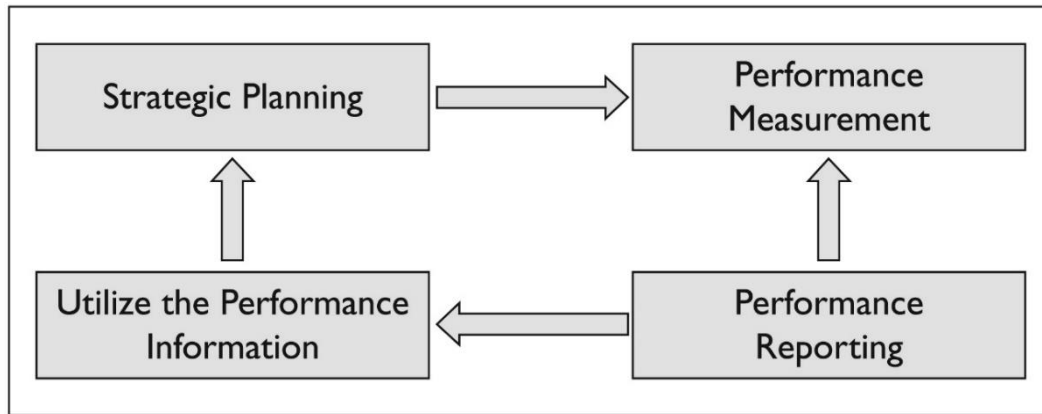 Strategic Planning
Performance
Measurement
Utilize the Performance
Information
Performance
Reporting